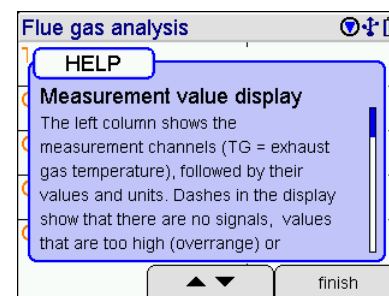 Flue gas analysis
HELP
Measurement value display
The left column shows the
measurement channels (TG = exhaust
gas temperature), followed by their
values and units. Dashes in the display
show that there are no signals, values
that are too high (overrange) or
finish